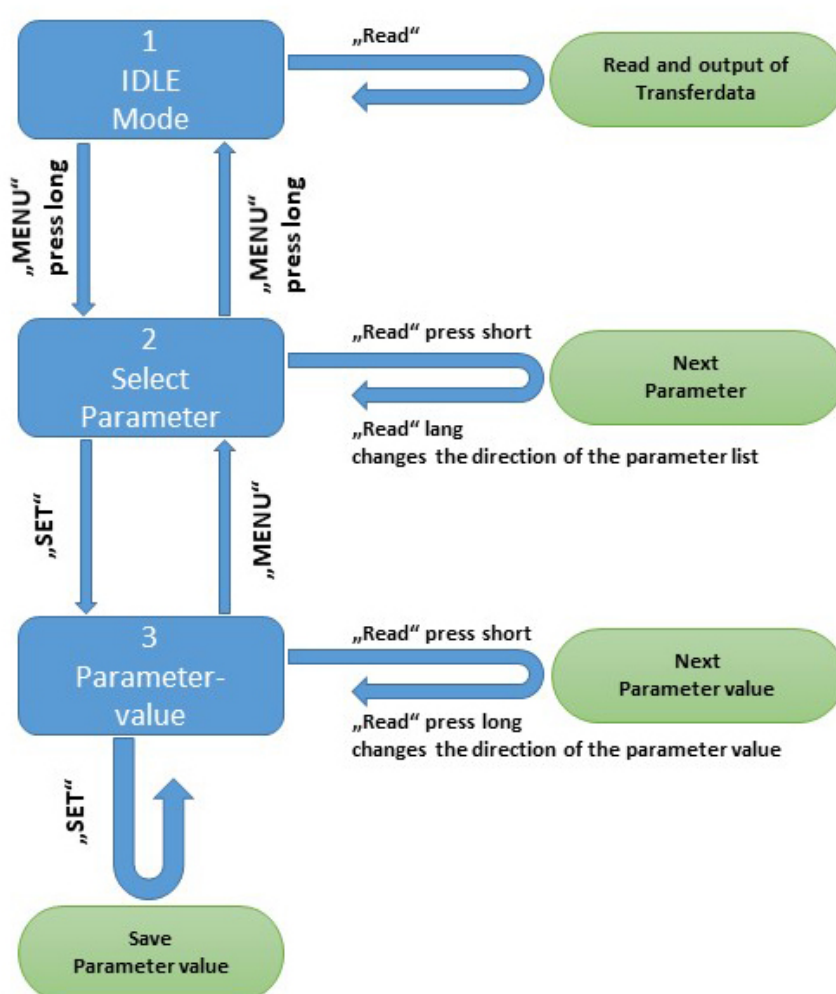 1
IDLE
Mode
„Read“
Read and output of
Transferdata
„MENU“
press long
„MENU“
press long
2
Select
Parameter
„Read“ press short
Next
Parameter
„Read“ lang
changes the direction of the parameter list
„SET“
„MENU“
3
Parameter-
value
„Read“ press short
Next
Parameter value
„Read“ press long
changes the direction of the parameter value
„SET“
Save
Parameter value